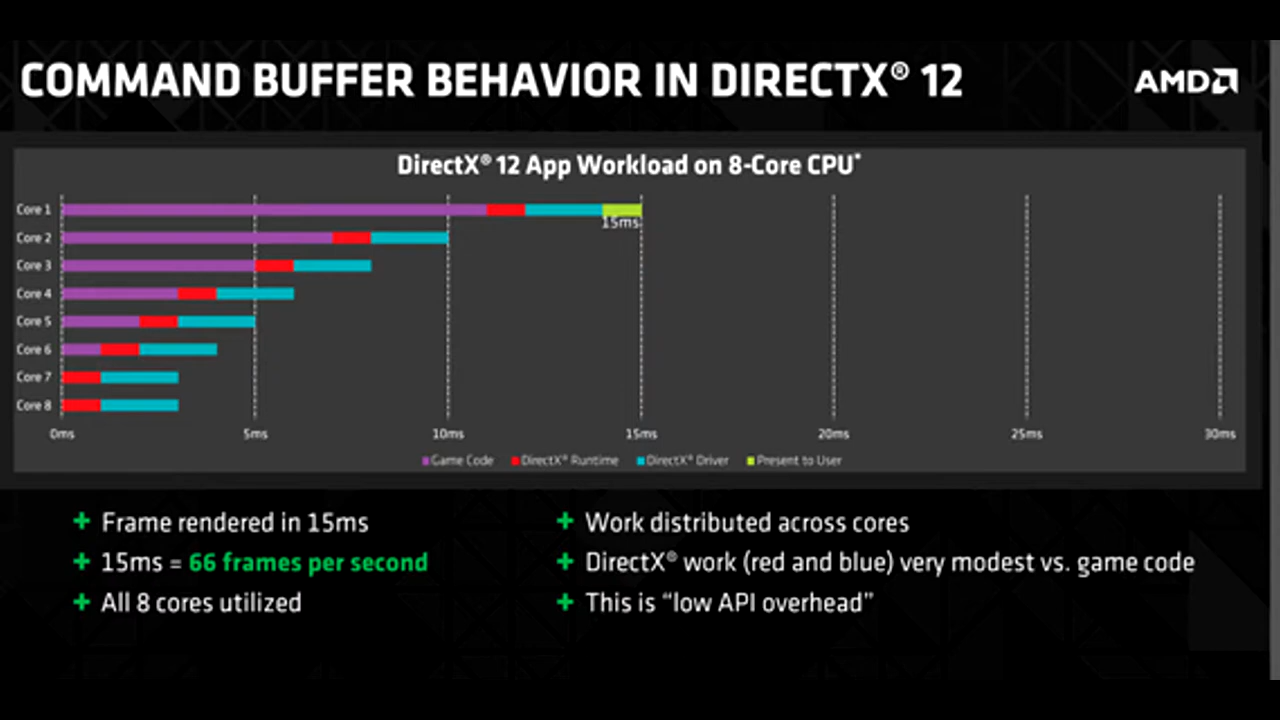 COMMAND BUFFER BEHAVIOR IN DIRECTX® 12
AMD
DirectX® 12 App Workload on 8-Core CPU*
Core 1
15ms
Core 2
Core 3
Core 4
Core 5
Core 6
Core 7
Core 8
0ms 5ms 10ms 15ms 20ms 25ms 30ms
Game Code DirectX® Runtime DirectX® Driver Present to User
+ Frame rendered in 15ms
+ 15ms = 66 frames per second
+ All 8 cores utilized
+ Work distributed across cores
+ DirectX® work (red and blue) very modest vs. game code
+ This is “low API overhead”